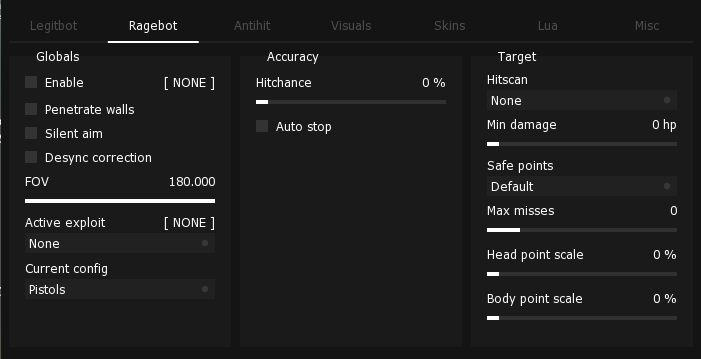 Legitbot Ragebot Antihit Visuals Skins Lua Misc
Globals
Enable [ NONE ]
Penetrate walls
Silent aim
Desync correction
FOV 180.000
Active exploit [ NONE ]
None
Current config
Pistols
Accuracy
Hitchance 0 %
Auto stop
Target
Hitscan
None
Min damage 0 hp
Safe points
Default
Max misses 0
Head point scale 0 %
Body point scale 0 %